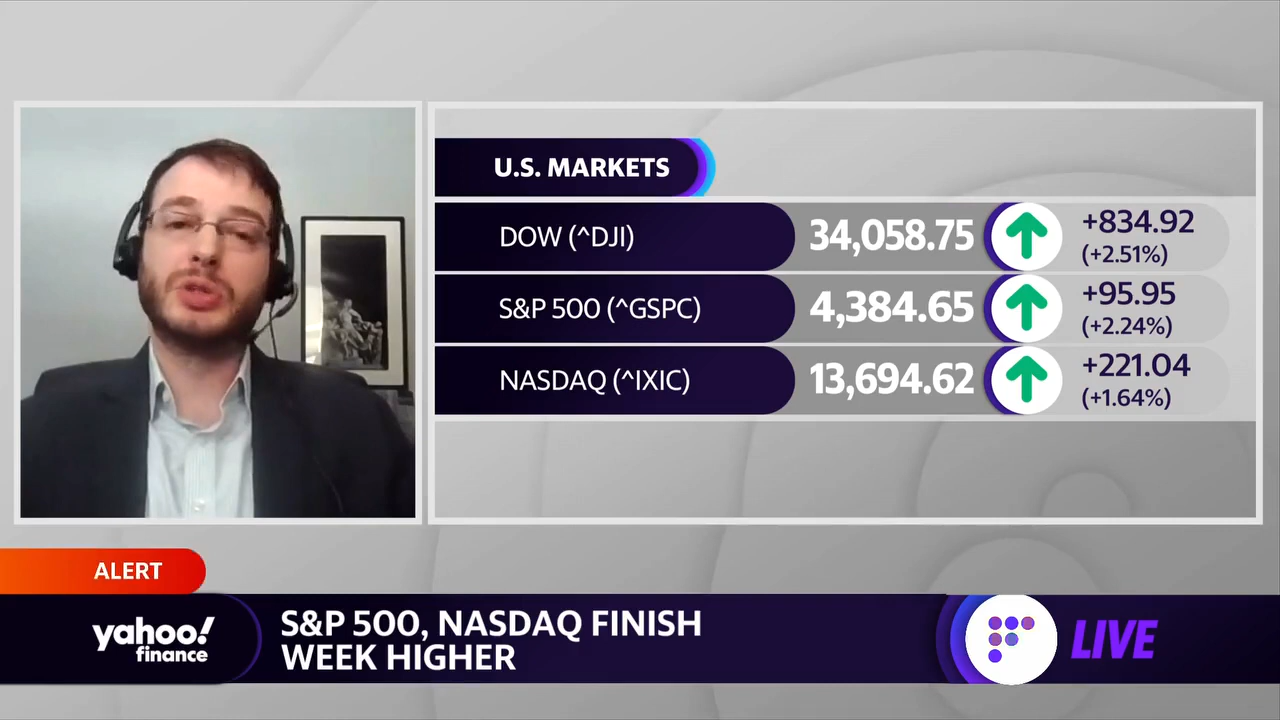 U.S. MARKETS
DOW (^DJI) 34,058.75 +834.92 (+2.51%)
S&P 500 (^GSPC) 4,384.65 +95.95 (+2.24%)
NASDAQ (^IXIC) 13,694.62 +221.04 (+1.64%)
ALERT
yahoo!
finance
S&P 500, NASDAQ FINISH
WEEK HIGHER
LIVE